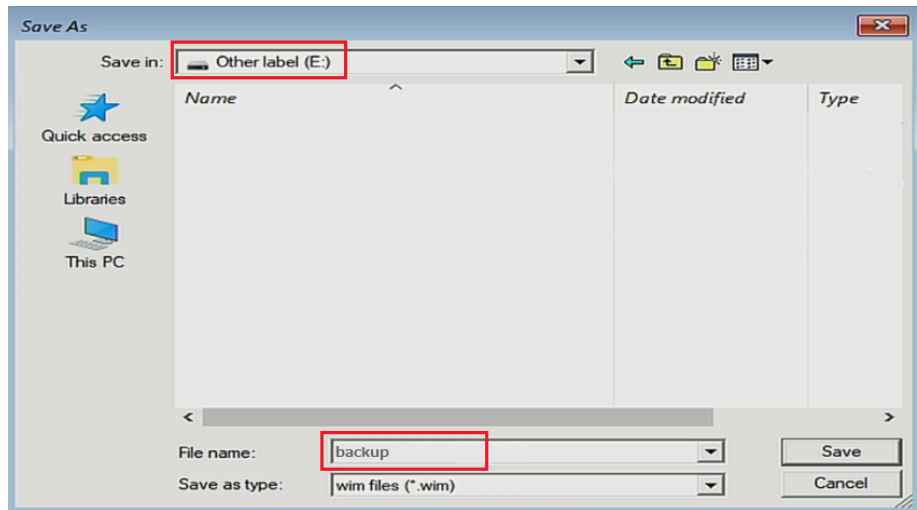 Save As
Save in: Other label (E:)
Name Date modified Type
Quick access
Libraries
This PC
File name: backup Save
Save as type: wim files (*.wim) Cancel